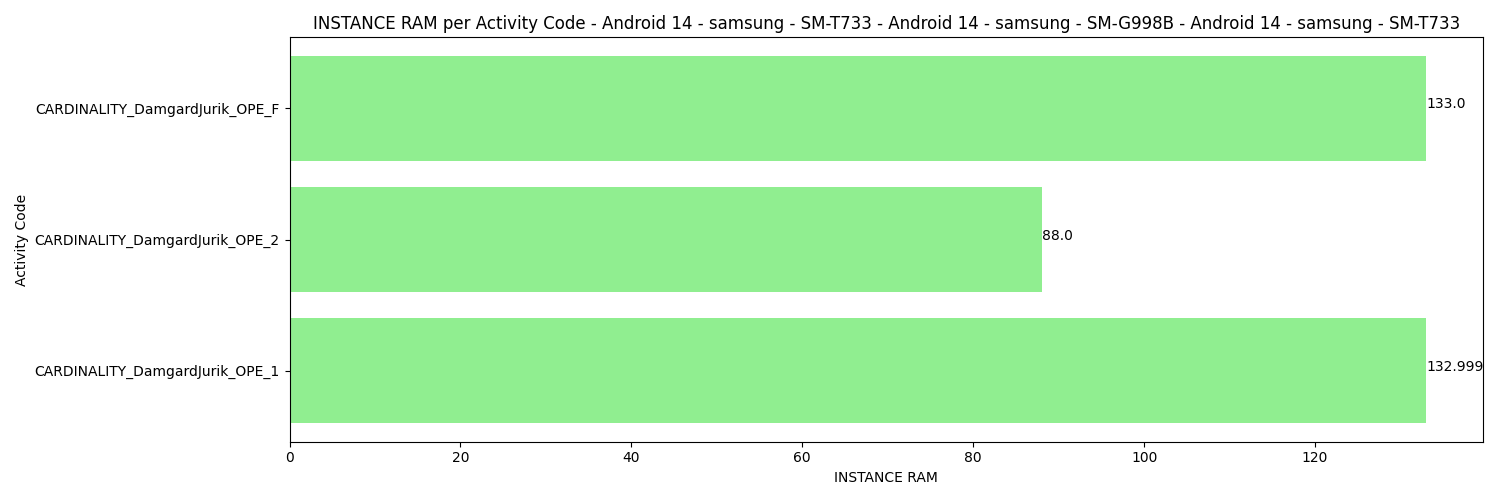 INSTANCE RAM per Activity Code - Android 14 - samsung - SM-T733 - Android 14 - samsung - SM-G998B - Android 14 - samsung - SM-T733
Activity Code
CARDINALITY_DamgardJurik_OPE_F
133.0
CARDINALITY_DamgardJurik_OPE_2
88.0
CARDINALITY_DamgardJurik_OPE_1
132.999
0 20 40 60 80 100 120
INSTANCE RAM